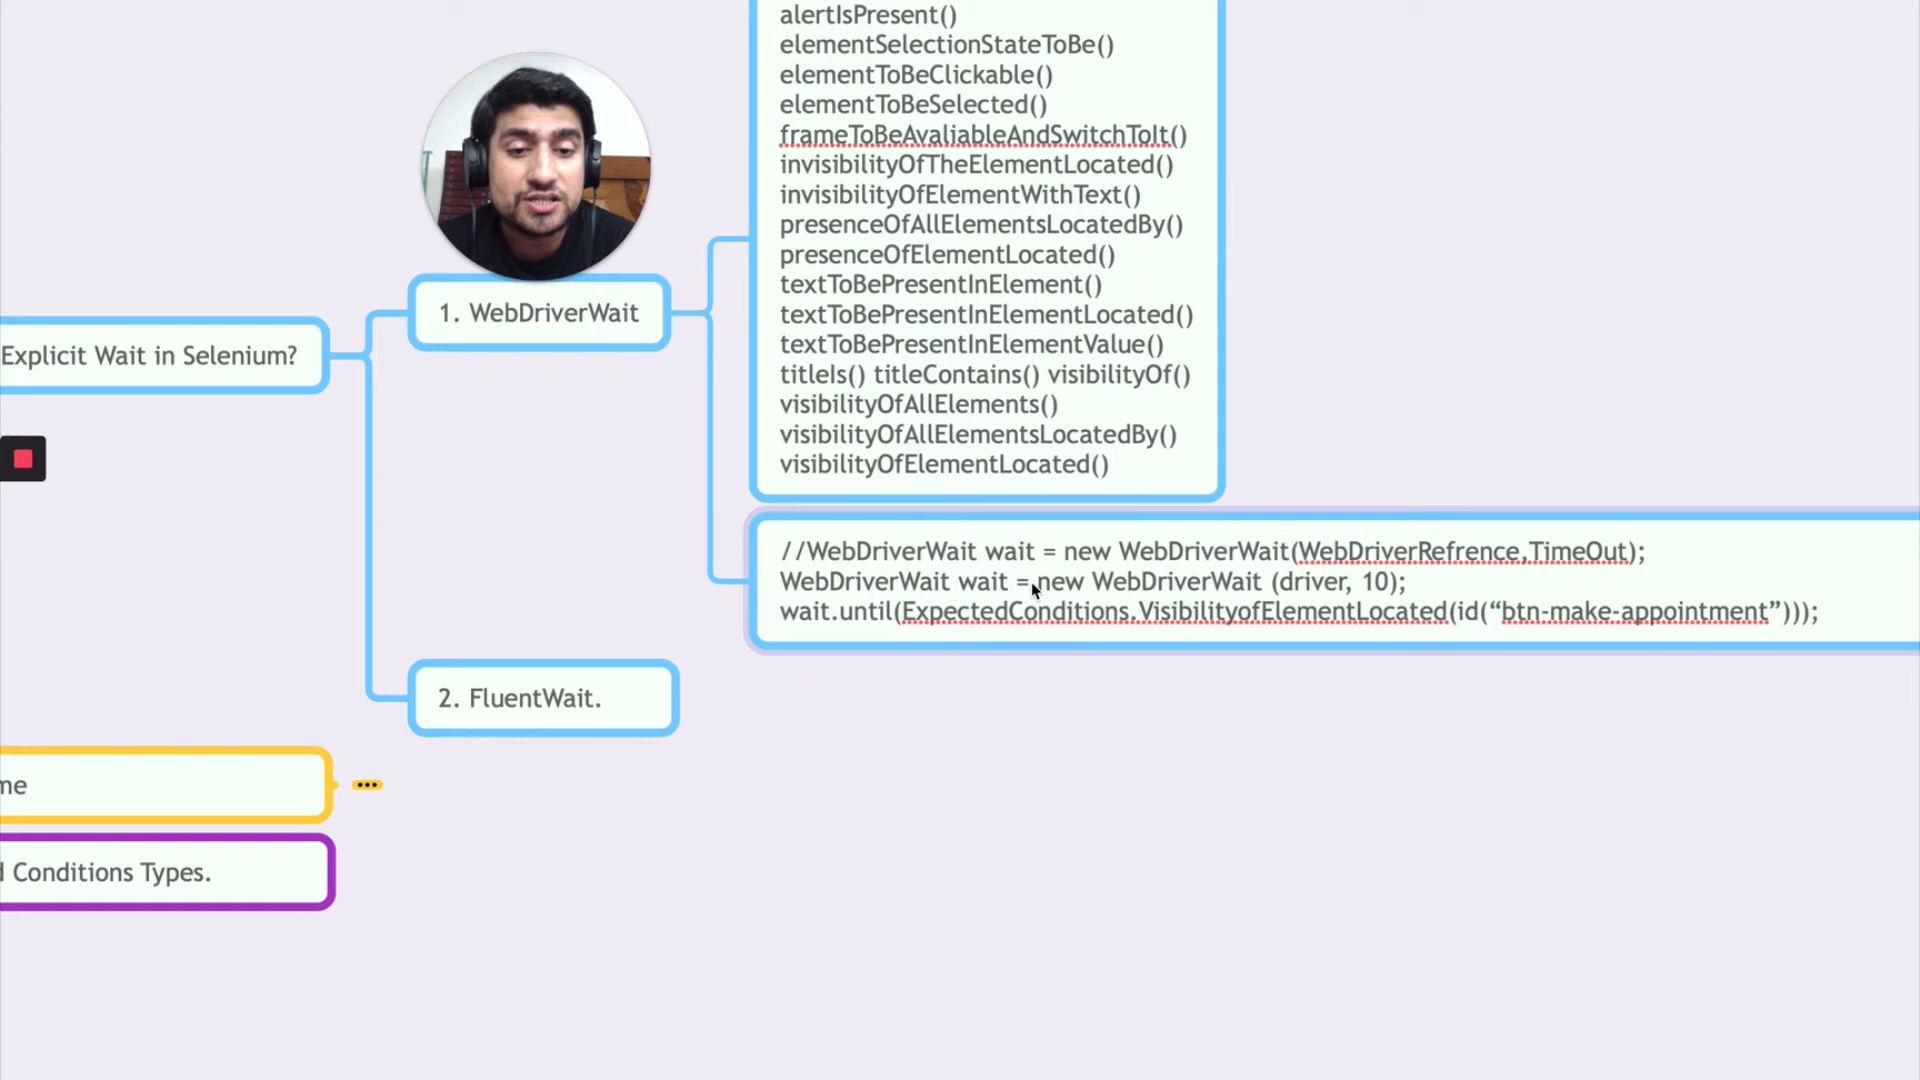 alertIsPresent()
elementSelectionStateToBe()
elementToBeClickable()
elementToBeSelected()
frameToBeAvaliableAndSwitchToIt()
invisibilityOfTheElementLocated()
invisibilityOfElementWithText()
presenceOfAllElementsLocatedBy()
presenceOfElementLocated()
textToBePresentInElement()
textToBePresentInElementLocated()
textToBePresentInElementValue()
titleIs() titleContains() visibilityOf()
visibilityOfAllElements()
visibilityOfAllElementsLocatedBy()
visibilityOfElementLocated()
1. WebDriverWait
Explicit Wait in Selenium?
//WebDriverWait wait = new WebDriverWait(WebDriverRefrence,TimeOut);
WebDriverWait wait = new WebDriverWait (driver, 10);
wait.until(ExpectedConditions.VisibilityofElementLocated(id(“btn-make-appointment”)));
2. FluentWait.
me
d Conditions Types.